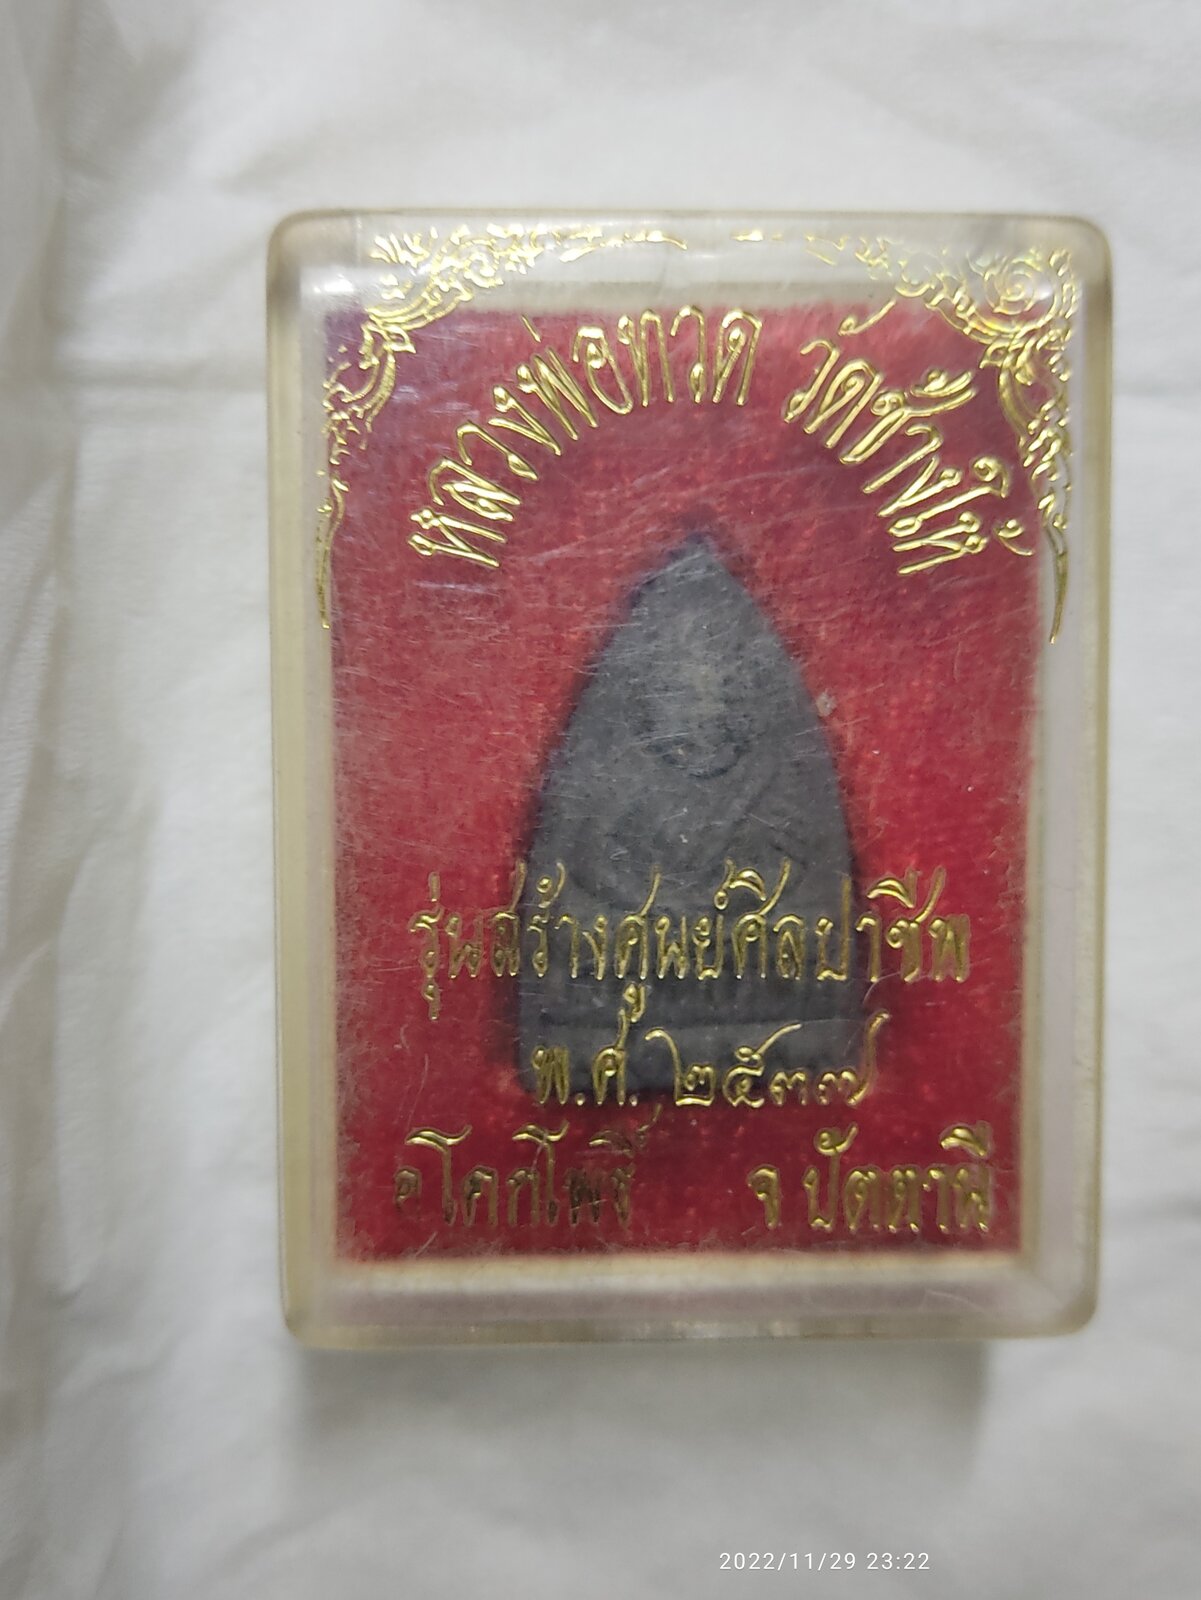 หลวงพ่อทวด วัดช้างให้
รุ่นสร้างศูนย์ศิลปาชีพ
พ.ศ. ๒๕๓๗
อ โคกโพธิ์ จ ปัตตานี
2022/11/29 23:22